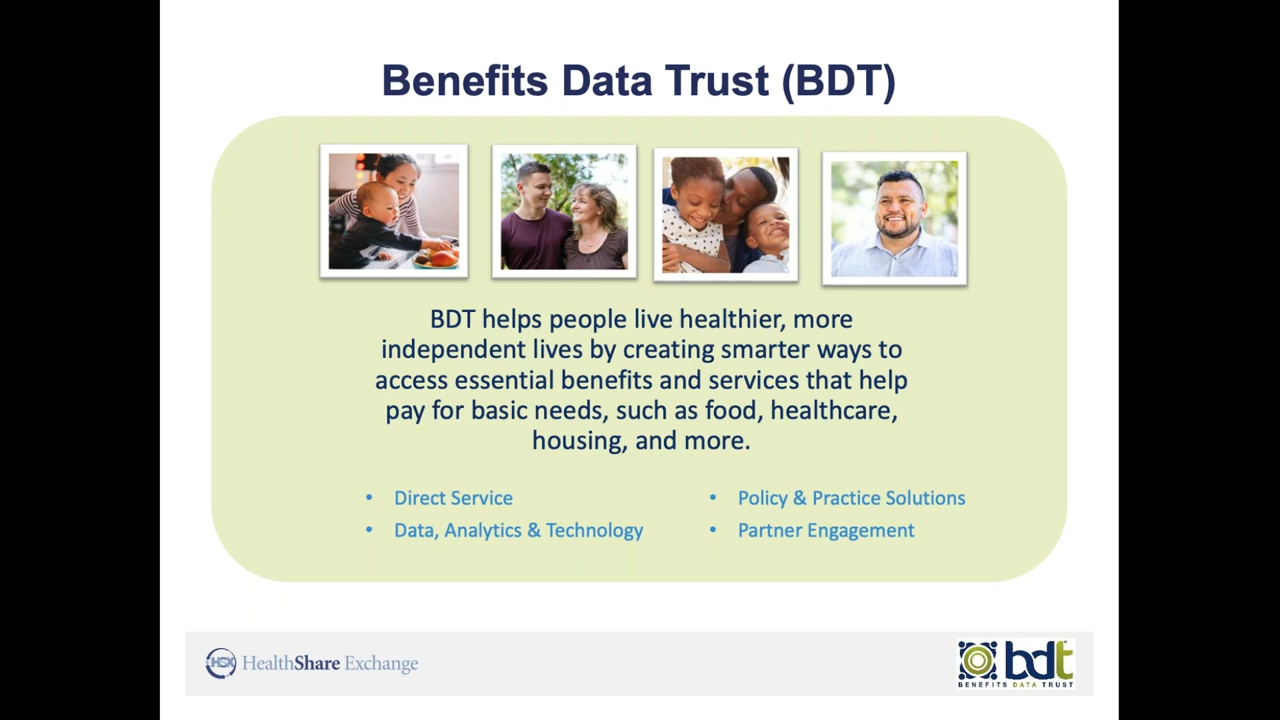 Benefits Data Trust (BDT)
BDT helps people live healthier, more
independent lives by creating smarter ways to
access essential benefits and services that help
pay for basic needs, such as food, healthcare,
housing, and more.
• Direct Service
• Data, Analytics & Technology
• Policy & Practice Solutions
• Partner Engagement
HSX HealthShare Exchange
bdt
BENEFITS DATA TRUST